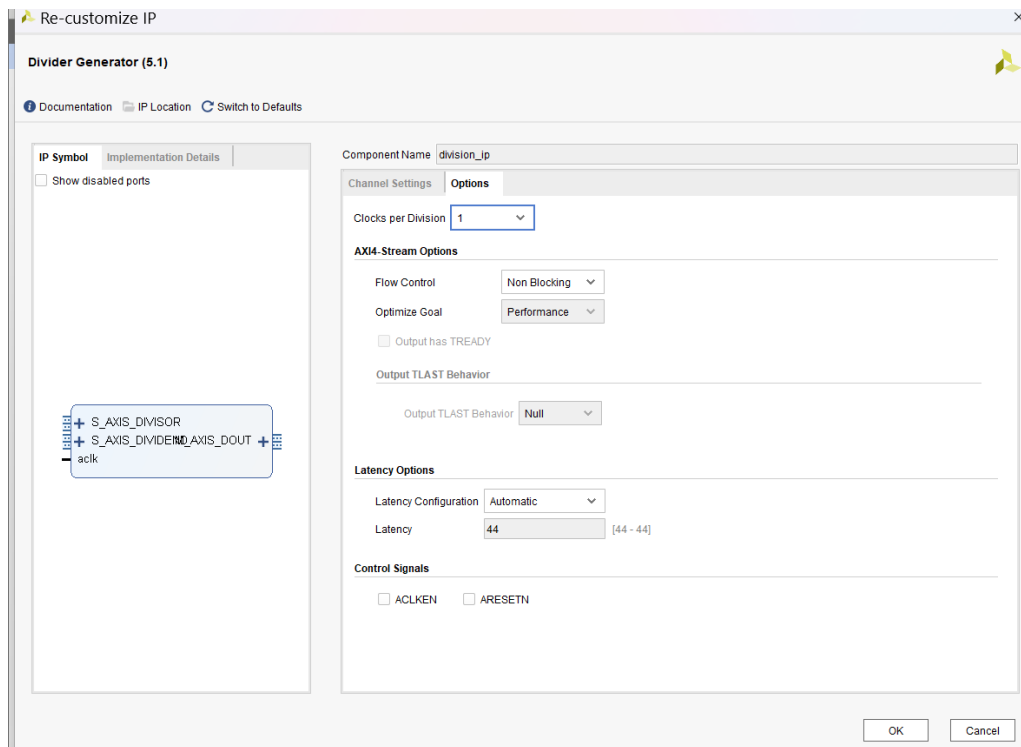 Re-customize IP
Divider Generator (5.1)
Documentation IP Location Switch to Defaults
IP Symbol Implementation Details
Show disabled ports
S_AXIS_DIVISOR
S_AXIS_DIVIDEND M_AXIS_DOUT
aclk
Component Name division_ip
Channel Settings Options
Clocks per Division 1
AXI4-Stream Options
Flow Control Non Blocking
Optimize Goal Performance
Output has TREADY
Output TLAST Behavior
Output TLAST Behavior Null
Latency Options
Latency Configuration Automatic
Latency 44 [44 - 44]
Control Signals
ACLKEN ARESETN
OK Cancel